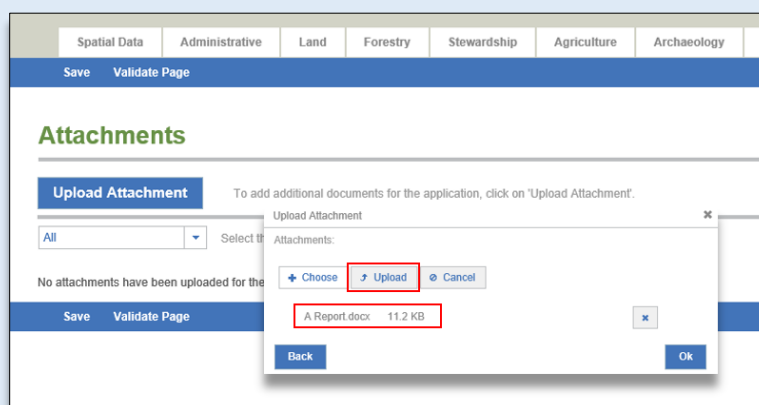 Spatial Data Administrative Land Forestry Stewardship Agriculture Archaeology
Save Validate Page
Attachments
Upload Attachment To add additional documents for the application, click on 'Upload Attachment'.
Upload Attachment
All Select
Attachments:
No attachments have been uploaded for the
Choose Upload Cancel
A Report.docx 11.2 KB
Save Validate Page
Back Ok